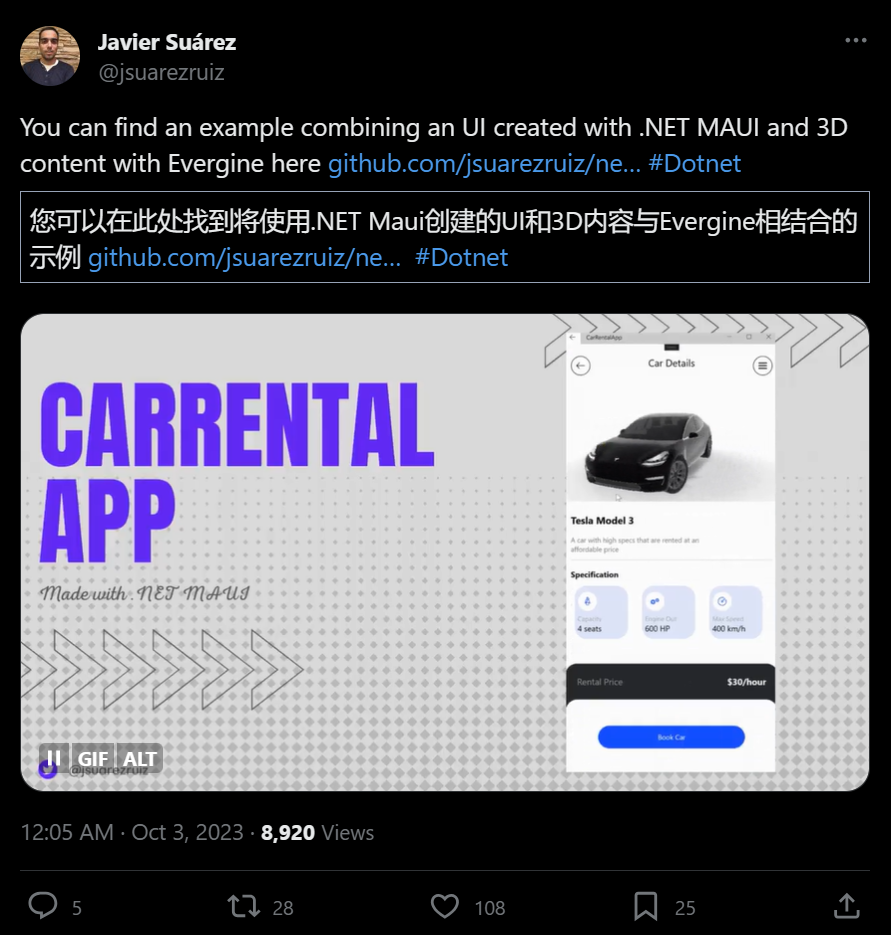 Javier Suárez
@jsuarezruiz
You can find an example combining an UI created with .NET MAUI and 3D
content with Evergine here github.com/jsuarezruiz/ne... #Dotnet
您可以在此处找到将使用.NET Maui创建的UI和3D内容与Evergine相结合的
示例 github.com/jsuarezruiz/ne... #Dotnet
CARRENTAL
APP
Made with .NET MAUI
CarRentalApp
Car Details
Tesla Model 3
A car with high specs that are rented at an
affordable price
Specification
Capacity
4 seats
Engine Out
600 HP
Max Speed
400 km/h
Rental Price
$30/hour
Book Car
GIF
ALT
@jsuarezruiz
12:05 AM · Oct 3, 2023 · 8,920 Views
5
28
108
25